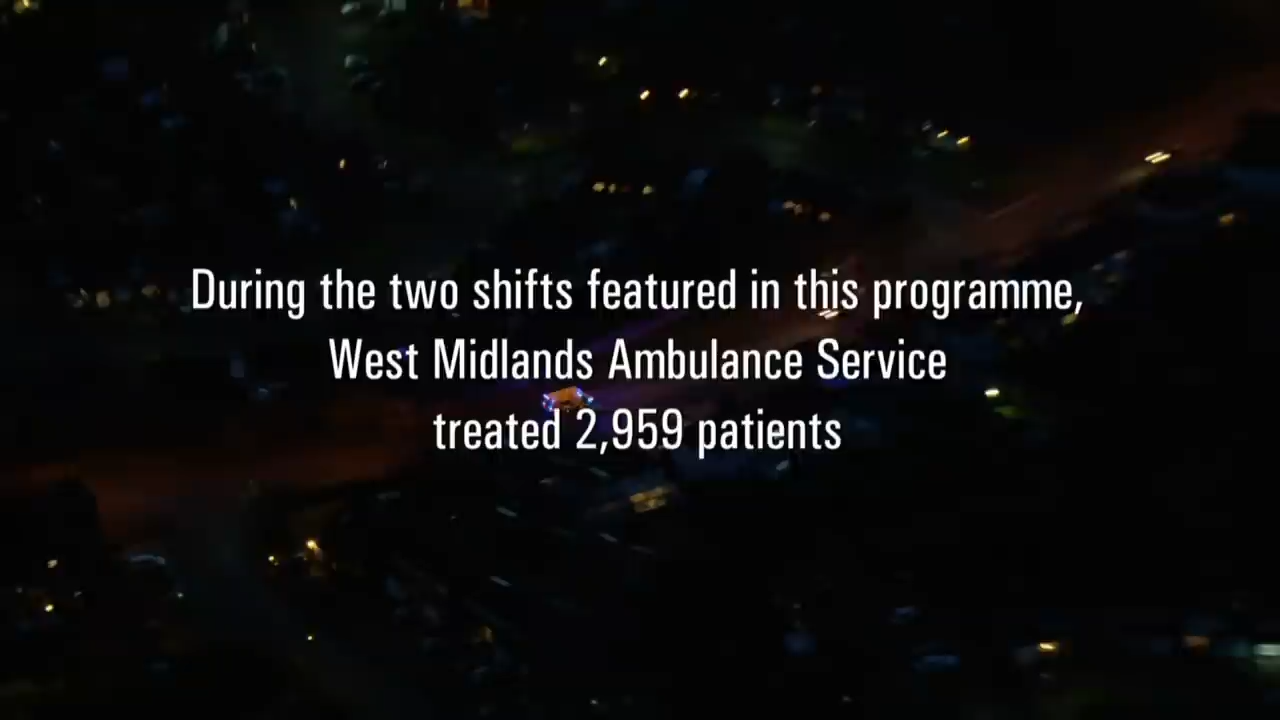 During the two shifts featured in this programme,
West Midlands Ambulance Service
treated 2,959 patients